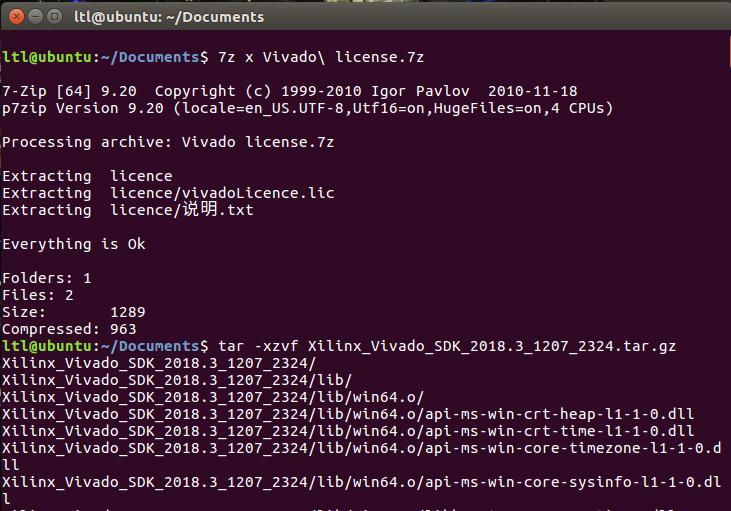 ltl@ubuntu: ~/Documents
ltl@ubuntu:~/Documents$ 7z x Vivado\ license.7z
7-Zip [64] 9.20  Copyright (c) 1999-2010 Igor Pavlov  2010-11-18
p7zip Version 9.20 (locale=en_US.UTF-8,Utf16=on,HugeFiles=on,4 CPUs)
Processing archive: Vivado license.7z
Extracting  licence
Extracting  licence/vivadoLicence.lic
Extracting  licence/说明.txt
Everything is Ok
Folders: 1
Files: 2
Size:       1289
Compressed: 963
ltl@ubuntu:~/Documents$ tar -xzvf Xilinx_Vivado_SDK_2018.3_1207_2324.tar.gz
Xilinx_Vivado_SDK_2018.3_1207_2324/
Xilinx_Vivado_SDK_2018.3_1207_2324/lib/
Xilinx_Vivado_SDK_2018.3_1207_2324/lib/win64.o/
Xilinx_Vivado_SDK_2018.3_1207_2324/lib/win64.o/api-ms-win-crt-heap-l1-1-0.dll
Xilinx_Vivado_SDK_2018.3_1207_2324/lib/win64.o/api-ms-win-crt-time-l1-1-0.dll
Xilinx_Vivado_SDK_2018.3_1207_2324/lib/win64.o/api-ms-win-core-timezone-l1-1-0.d
ll
Xilinx_Vivado_SDK_2018.3_1207_2324/lib/win64.o/api-ms-win-core-sysinfo-l1-1-0.dl
l